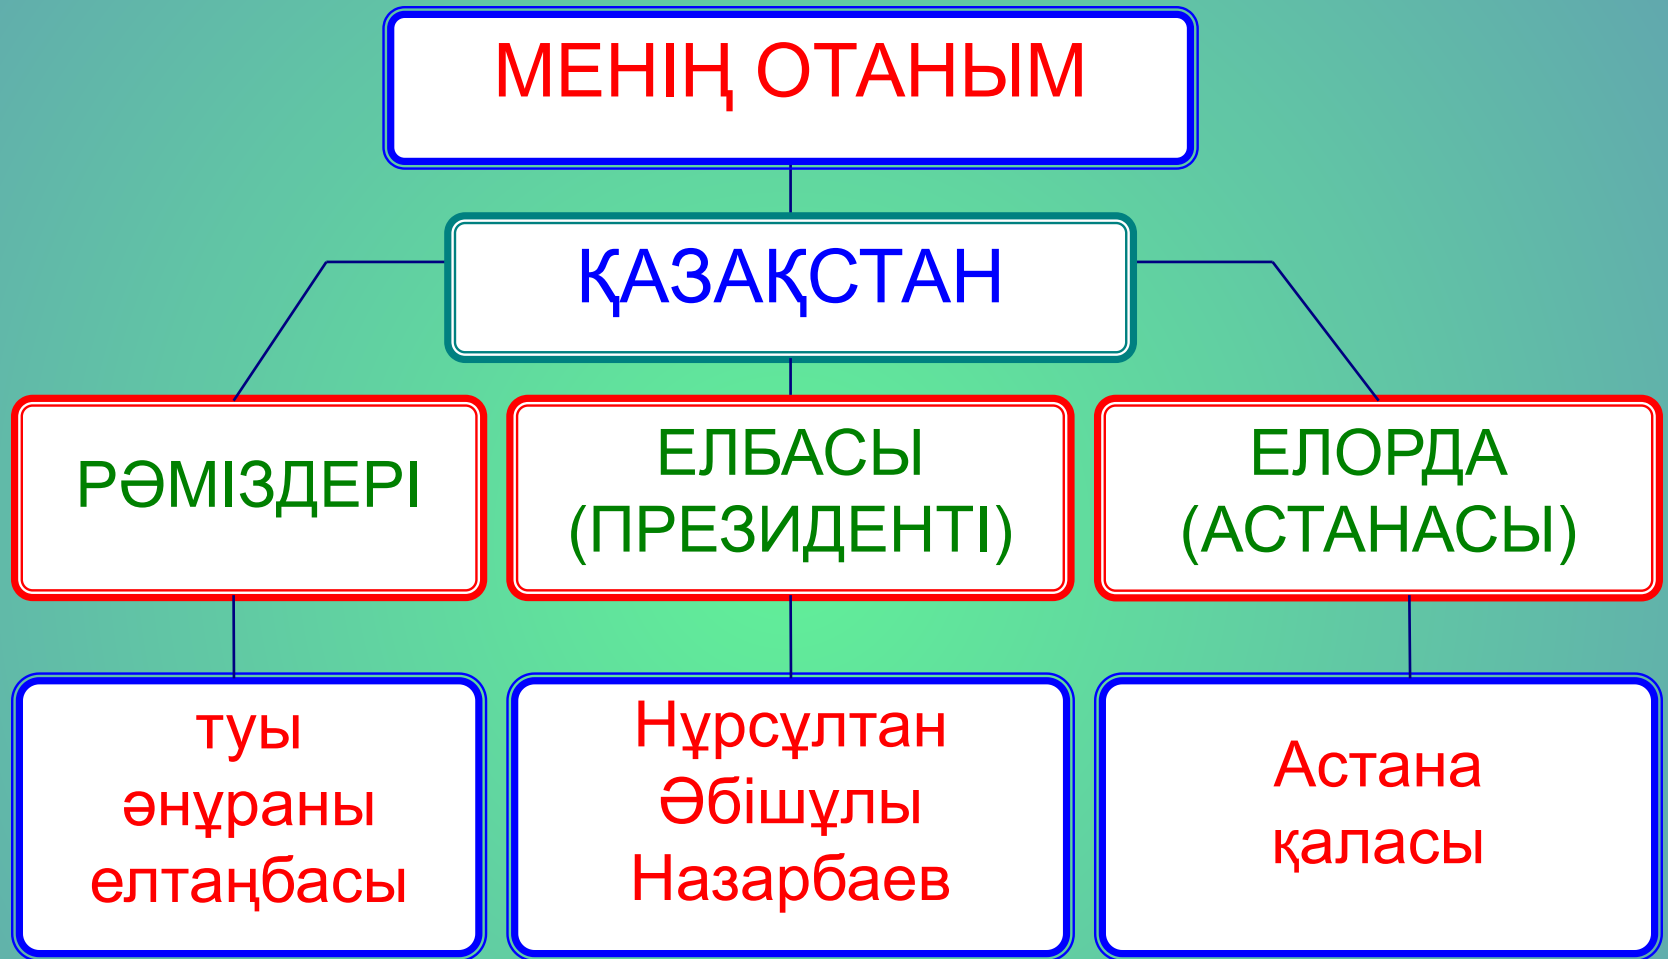 МЕНІҢ ОТАНЫМ
ҚАЗАҚСТАН
РӘМІЗДЕРІ
ЕЛБАСЫ
(ПРЕЗИДЕНТІ)
ЕЛОРДА
(АСТАНАСЫ)
туы
әнұраны
елтаңбасы
Нұрсұлтан
Әбішұлы
Назарбаев
Астана
қаласы